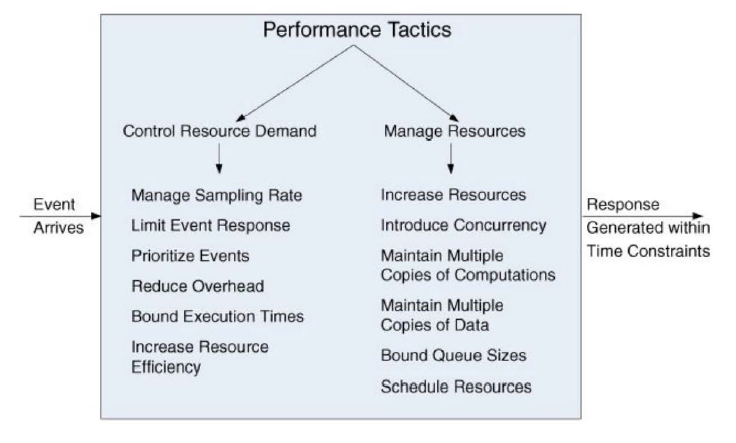 Performance Tactics
Control Resource Demand
Manage Resources
Event
Arrives
Manage Sampling Rate
Limit Event Response
Prioritize Events
Reduce Overhead
Bound Execution Times
Increase Resource
Efficiency
Increase Resources
Introduce Concurrency
Maintain Multiple
Copies of Computations
Maintain Multiple
Copies of Data
Bound Queue Sizes
Schedule Resources
Response
Generated within
Time Constraints